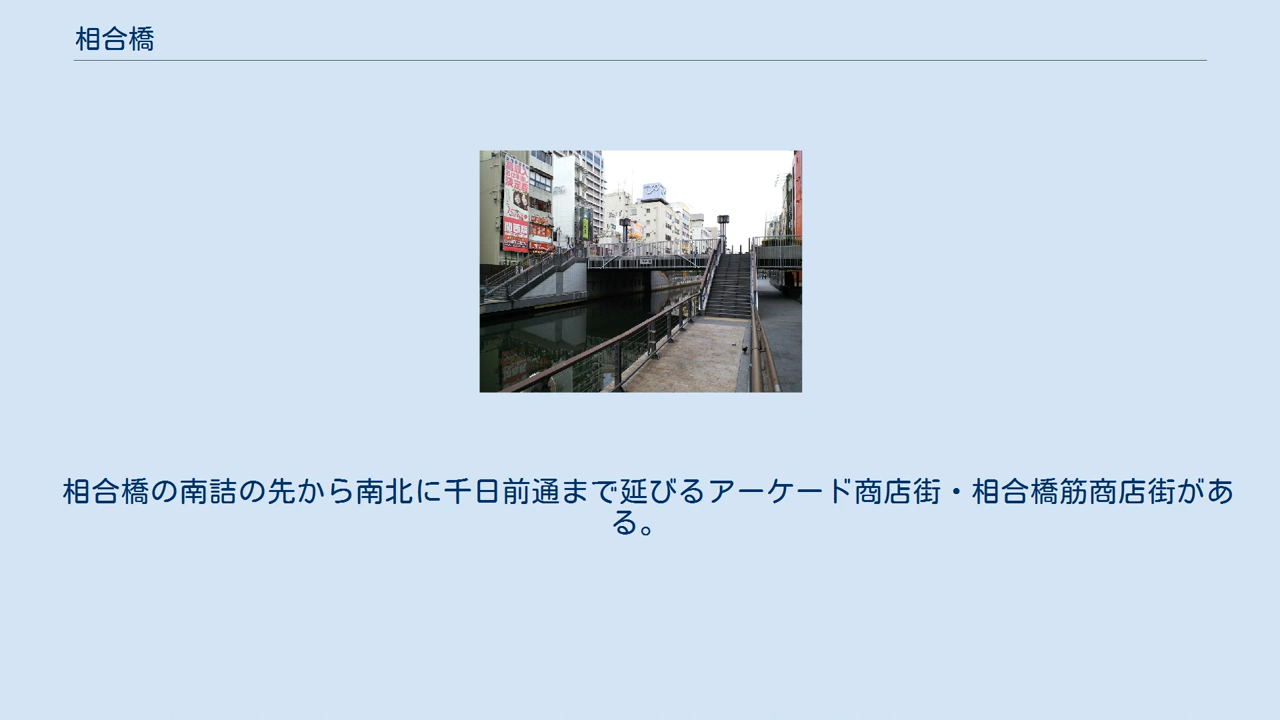 相合橋
相合橋の南詰の先から南北に千日前通まで延びるアーケード商店街・相合橋筋商店街があ
る。